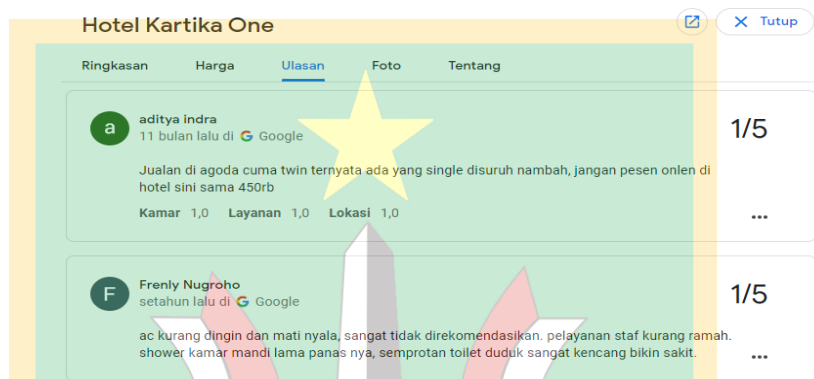 Hotel Kartika One
Tutup
Ringkasan Harga Ulasan Foto Tentang
a
aditya indra
1/5
11 bulan lalu di Google
Jualan di agoda cuma twin ternyata ada yang single disuruh nambah, jangan pesen onlen di
hotel sini sama 450rb
Kamar 1,0 Layanan 1,0 Lokasi 1,0
F
Frenly Nugroho
1/5
setahun lalu di Google
ac kurang dingin dan mati nyala, sangat tidak direkomendasikan. pelayanan staf kurang ramah.
shower kamar mandi lama panas nya, semprotan toilet duduk sangat kencang bikin sakit.